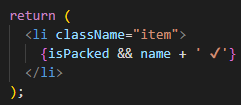 return (
  <li className="item">
    {isPacked && name + ' ✔'}
  </li>
);